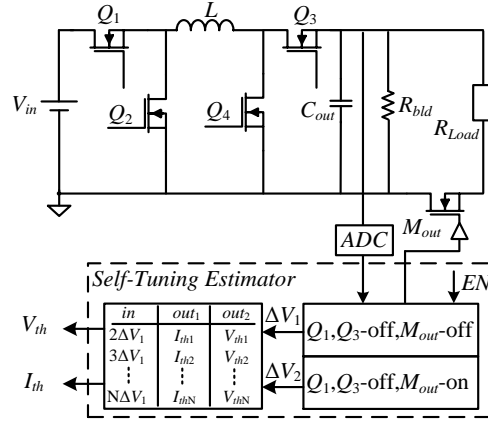 Q1
L
Q3
Vin
Q2
Q4
Cout
Rbld
RLoad
Mout
ADC
Self-Tuning Estimator
EN
in out1 out2
2ΔV1 Ith1 Vth1
3ΔV1 Ith2 Vth2
NΔV1 IthN VthN
Vth
Ith
ΔV1
ΔV2
Q1,Q3-off,Mout-off
Q1,Q3-off,Mout-on